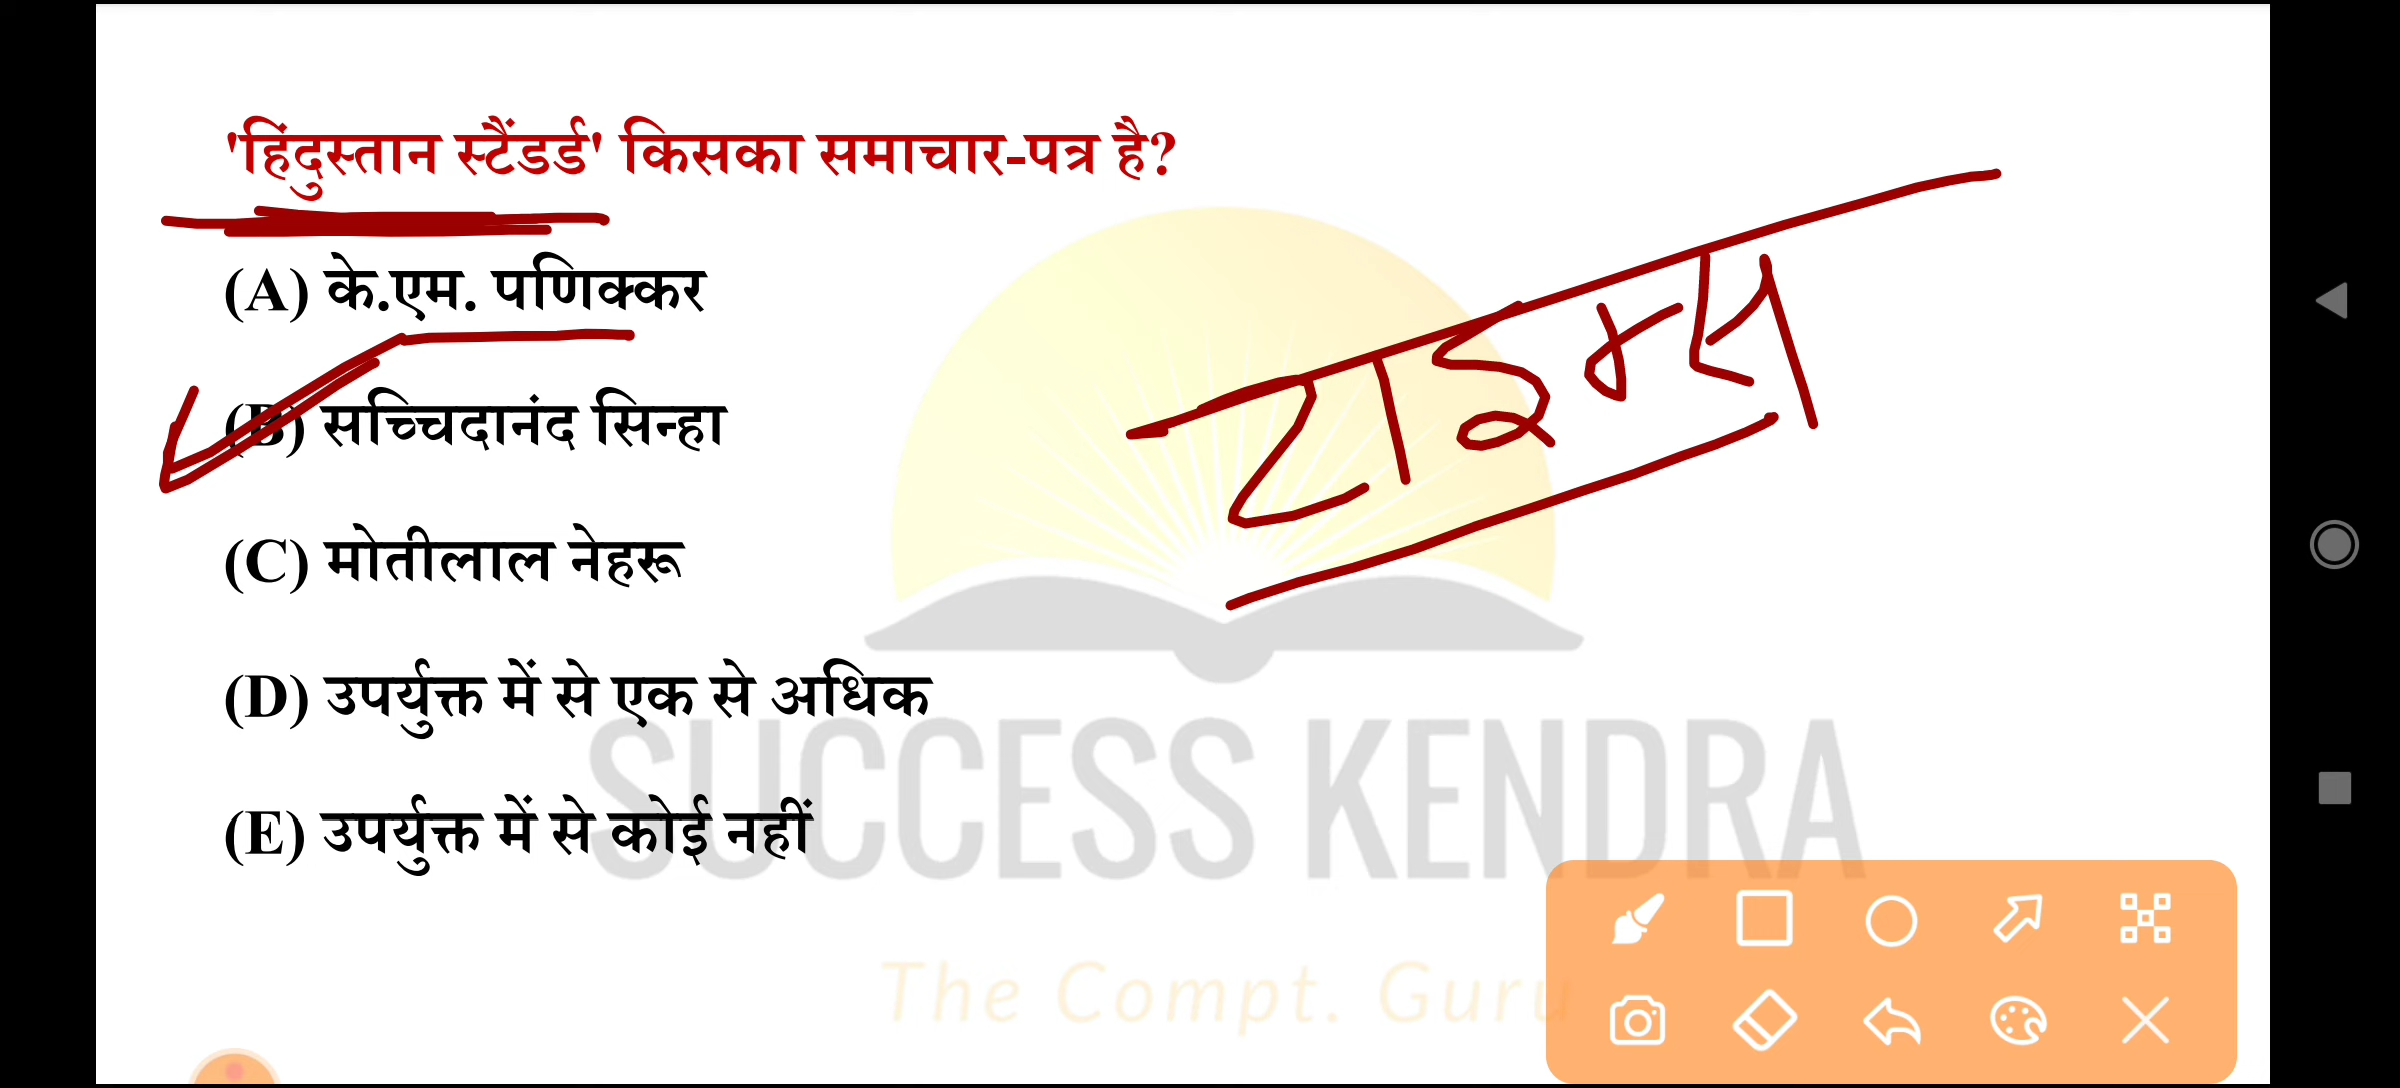 'हिंदुस्तान स्टैंडर्ड' किसका समाचार-पत्र है?
(A) के.एम. पणिक्कर
(B) सच्चिदानंद सिन्हा
(C) मोतीलाल नेहरू
(D) उपर्युक्त में से एक से अधिक
(E) उपर्युक्त में से कोई नहीं
SUCCESS KENDRA
The Compt. Guru